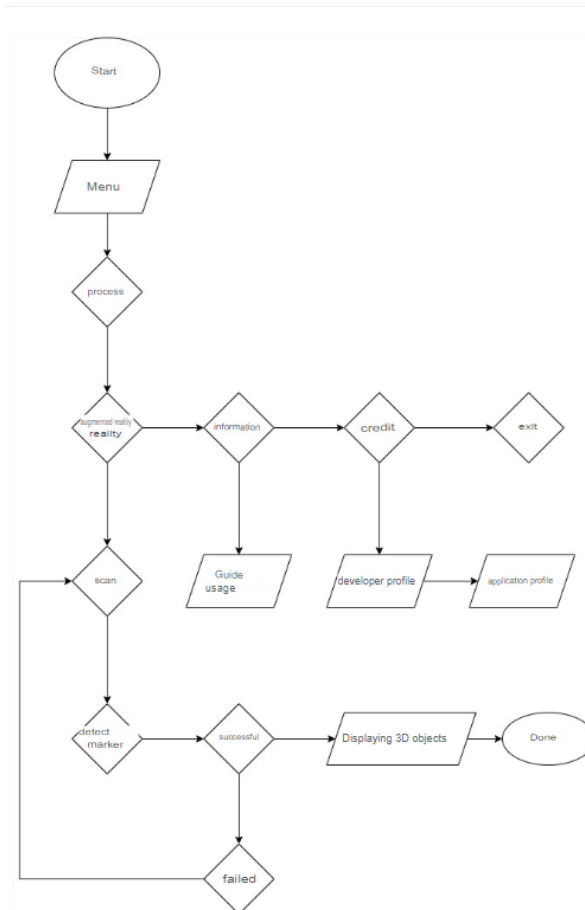 Start
Menu
process
augmented reality
reality
information
credit
exit
scan
Guide
usage
developer profile
application profile
detect
marker
successful
Displaying 3D objects
Done
failed